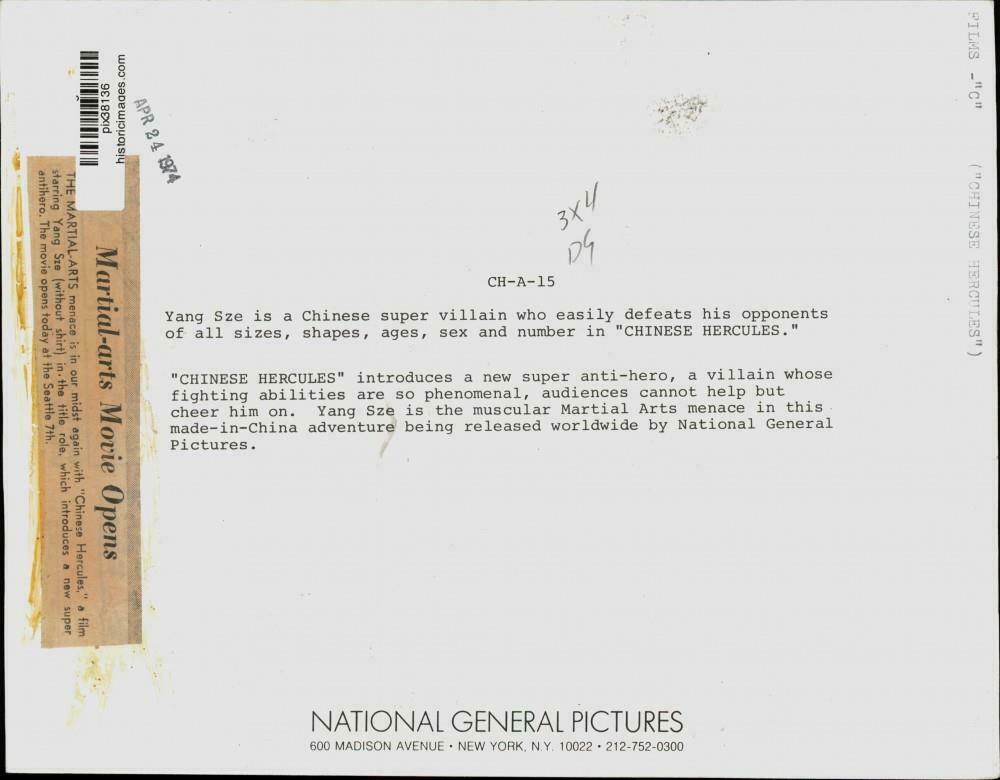 FILMS -"C" ("CHINESE HERCULES")
pix38136
historicimages.com
APR 24 1974
Martial-arts Movie Opens
THE MARTIAL-ARTS menace is in our midst again with "Chinese Hercules," a film
starring Yang Sze (without shirt) in the title role, which introduces a new super
antihero. The movie opens today at the Seattle 7th.
3X4
DG
CH-A-15
Yang Sze is a Chinese super villain who easily defeats his opponents
of all sizes, shapes, ages, sex and number in "CHINESE HERCULES."
"CHINESE HERCULES" introduces a new super anti-hero, a villain whose
fighting abilities are so phenomenal, audiences cannot help but
cheer him on. Yang Sze is the muscular Martial Arts menace in this
made-in-China adventure being released worldwide by National General
Pictures.
NATIONAL GENERAL PICTURES
600 MADISON AVENUE • NEW YORK, N.Y. 10022 • 212-752-0300